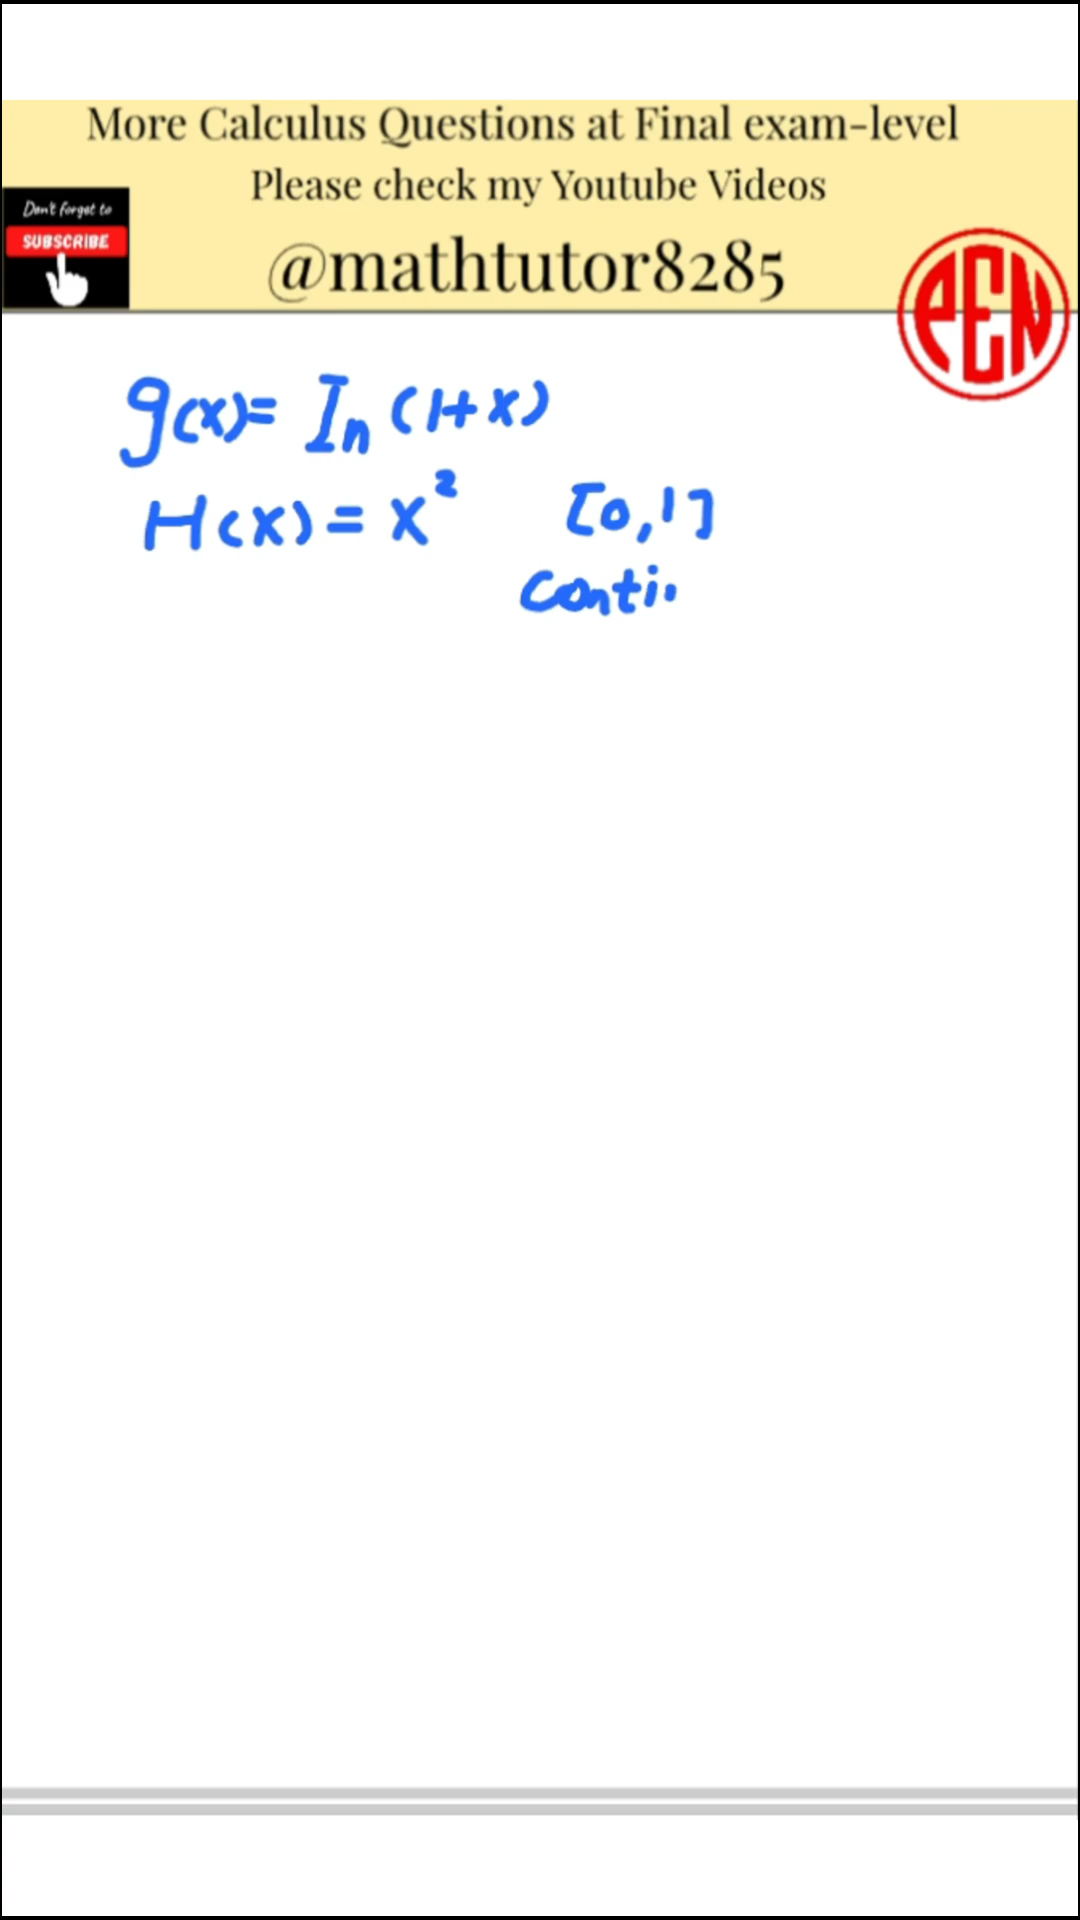 More Calculus Questions at Final exam-level
Please check my Youtube Videos
Don't forget to
SUBSCRIBE
@mathtutor8285
PEN
g(x)= In (1+x)
H(x) = x²   [0,1]
conti.